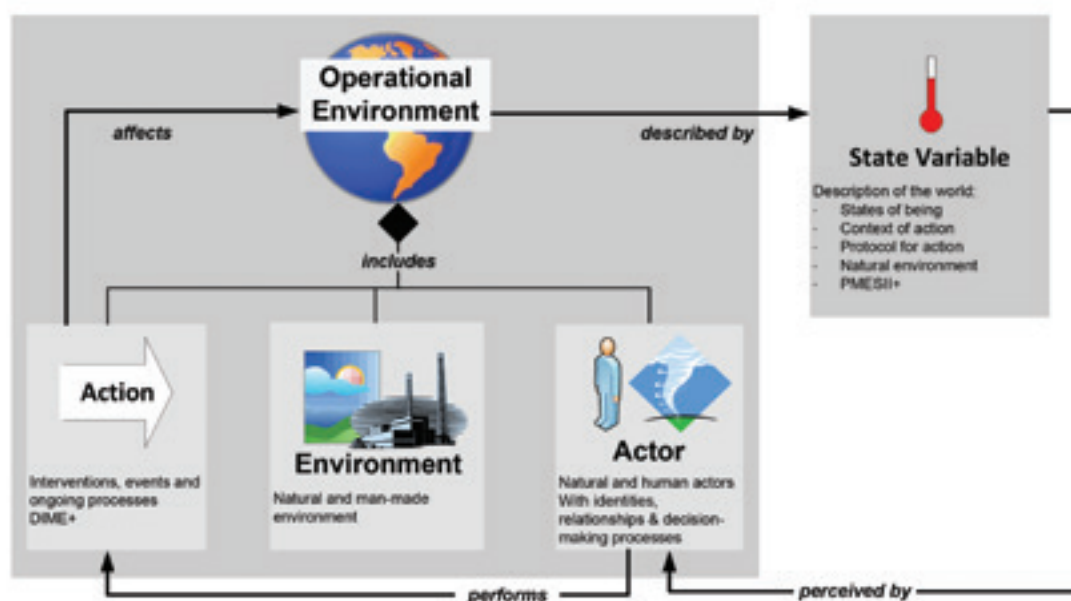 Operational
Environment
affects
described by
includes
State Variable
Description of the world:
- States of being
- Context of action
- Protocol for action
- Natural environment
- PMESII+
Action
Interventions, events and
ongoing processes
DIME+
Environment
Natural and man-made
environment
Actor
Natural and human actors
With identities,
relationships & decision-
making processes
performs
perceived by